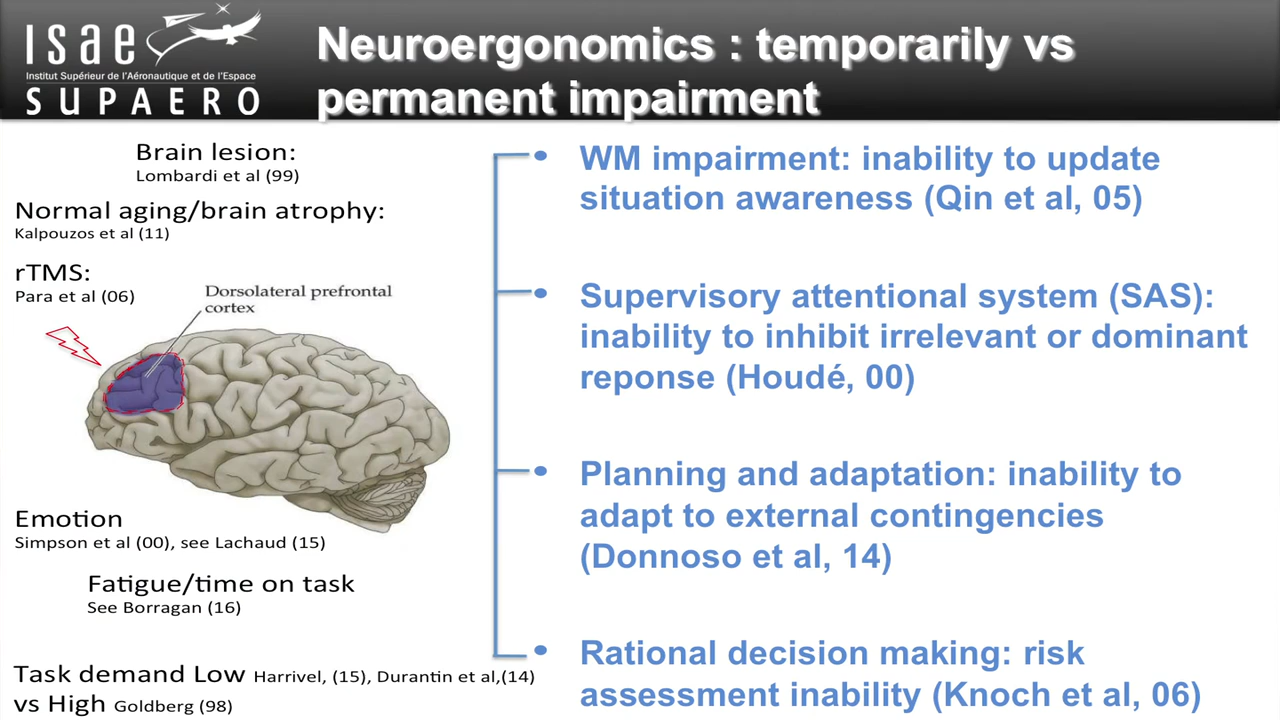 ISae
Institut Supérieur de l'Aéronautique et de l'Espace
SUPAERO
Neuroergonomics : temporarily vs
permanent impairment
Brain lesion:
Lombardi et al (99)
Normal aging/brain atrophy:
Kalpouzos et al (11)
rTMS:
Para et al (06)
Dorsolateral prefrontal
cortex
Emotion
Simpson et al (00), see Lachaud (15)
Fatigue/time on task
See Borragan (16)
Task demand Low Harrivel, (15), Durantin et al,(14)
vs High Goldberg (98)
• WM impairment: inability to update
situation awareness (Qin et al, 05)
• Supervisory attentional system (SAS):
inability to inhibit irrelevant or dominant
reponse (Houdé, 00)
• Planning and adaptation: inability to
adapt to external contingencies
(Donnoso et al, 14)
• Rational decision making: risk
assessment inability (Knoch et al, 06)